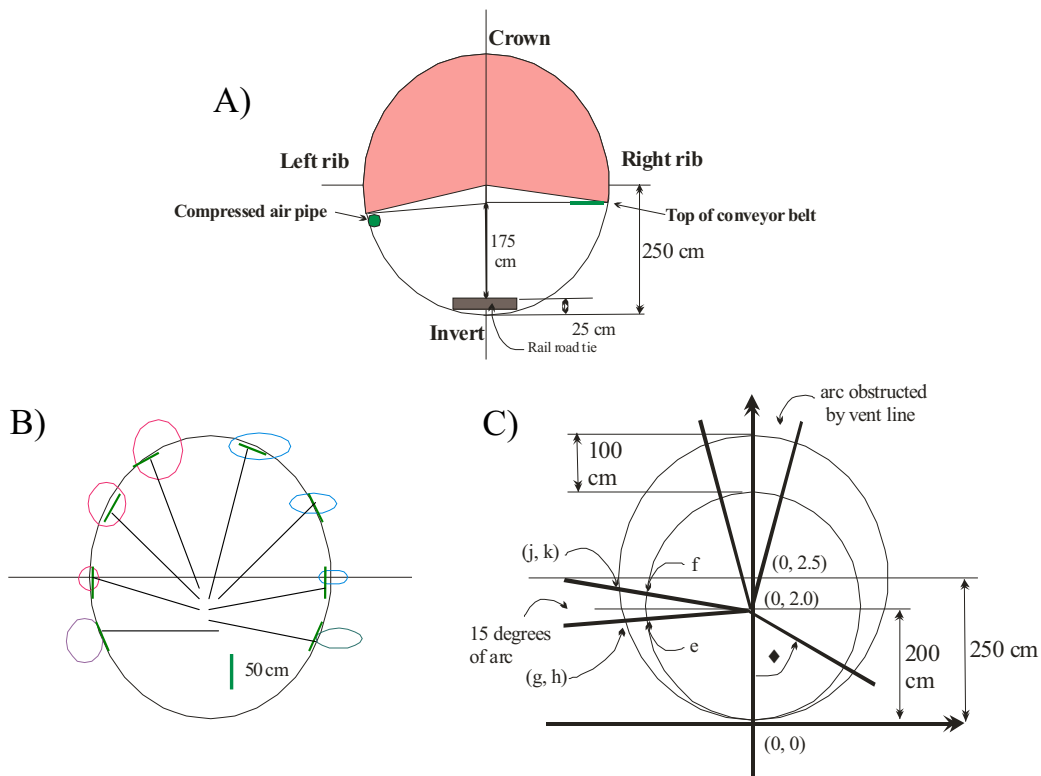 Crown
A)
Left rib
Right rib
Compressed air pipe
Top of conveyor belt
175
cm
250 cm
Invert
25 cm
Rail road tie
B)
50 cm
C)
arc obstructed
by vent line
100
cm
(j, k)
f
(0, 2.5)
(0, 2.0)
15 degrees
of arc
e
(g, h)
200
cm
250 cm
(0, 0)